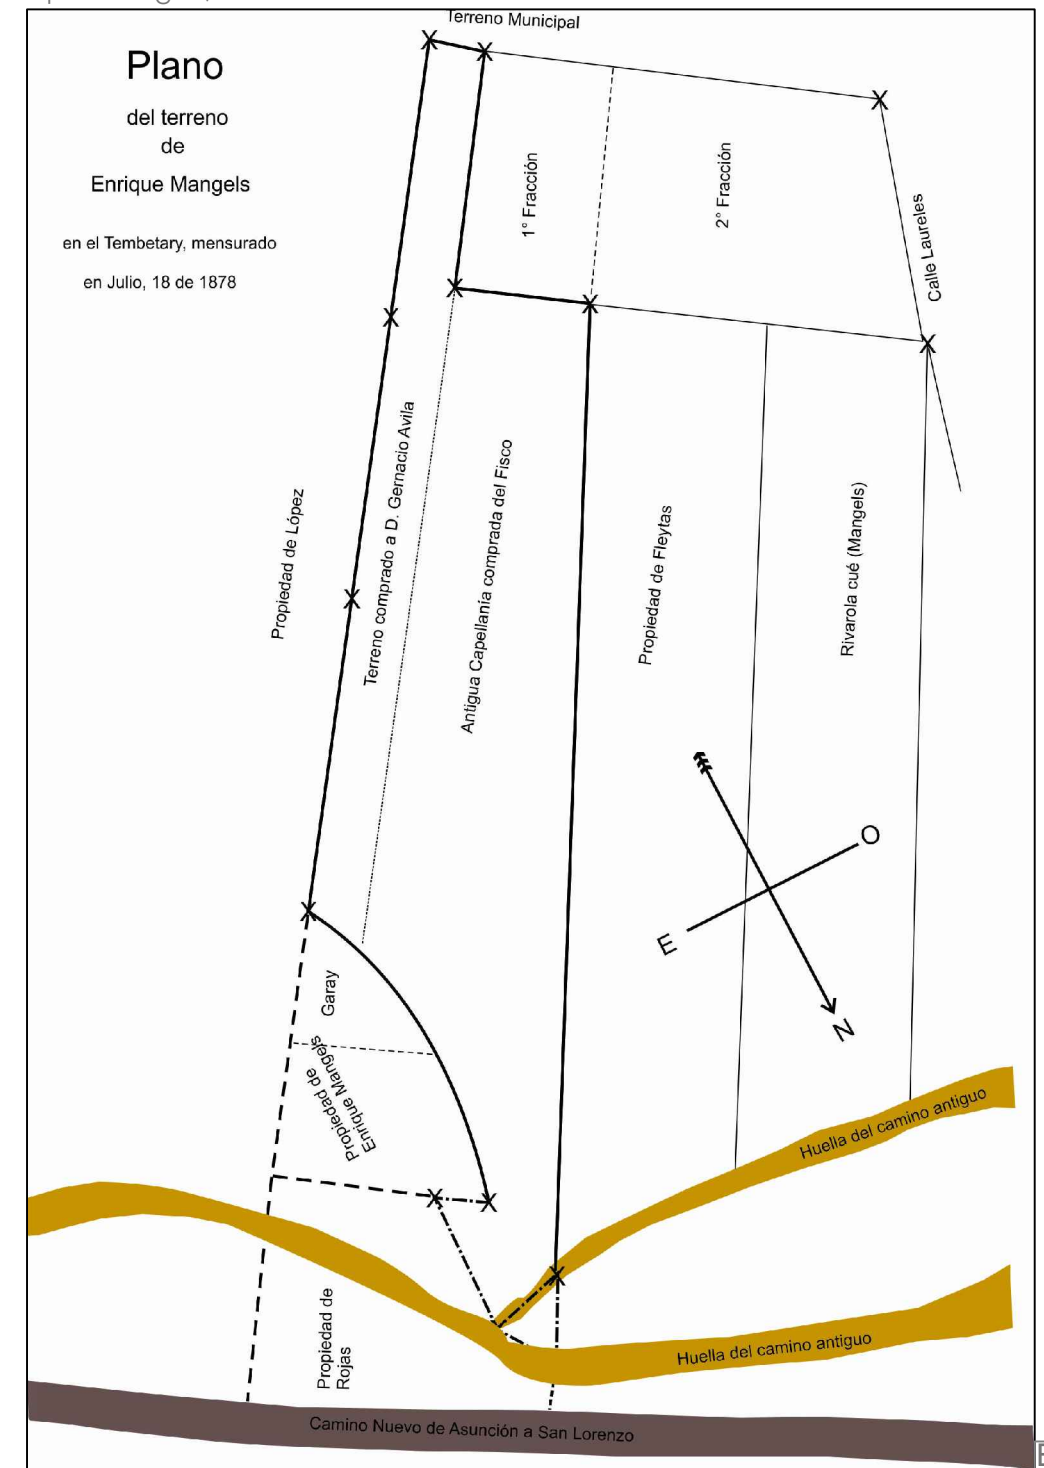 Terreno Municipal
Plano
del terreno
de
Enrique Mangels
en el Tembetary, mensurado
en Julio, 18 de 1878
1° Fracción
2° Fracción
Calle Laureles
Propiedad de López
Terreno comprado a D. Gernacio Avila
Antigua Capellania comprada del Fisco
Propiedad de Fleytas
Rivarola cué (Mangels)
O
E
N
Garay
Propiedad de
Enrique Mangels
Huella del camino antiguo
Propiedad de
Rojas
Huella del camino antiguo
Camino Nuevo de Asunción a San Lorenzo